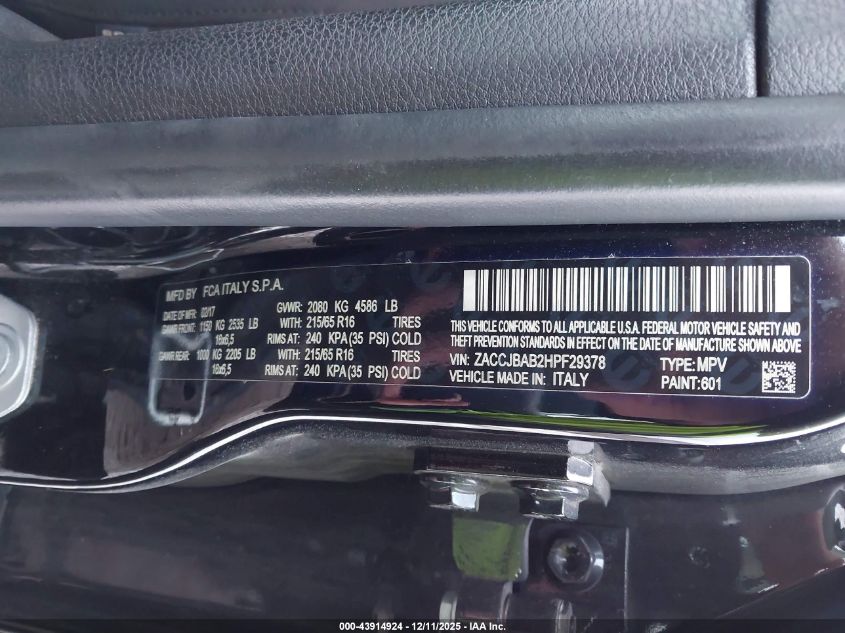 MFD BY FCA ITALY S.P.A.
DATE OF MFR 02/17 GVWR: 2080 KG 4586 LB
GAWR FRONT: 1150 KG 2535 LB WITH 215/65 R16 TIRES
16x6,5 RIMS AT: 240 KPA (35 PSI) COLD
GAWR REAR: 1000 KG 2205 LB WITH 215/65 R16 TIRES
16x6,5 RIMS AT: 240 KPA (35 PSI) COLD
THIS VEHICLE CONFORMS TO ALL APPLICABLE U.S.A. FEDERAL MOTOR VEHICLE SAFETY AND
THEFT PREVENTION STANDARDS IN EFFECT ON THE DATE OF MANUFACTURE SHOWN ABOVE
VIN: ZACCJBAB2HPF29378 TYPE: MPV
VEHICLE MADE IN: ITALY PAINT: 601
000-43914924 - 12/11/2025 - IAA Inc.